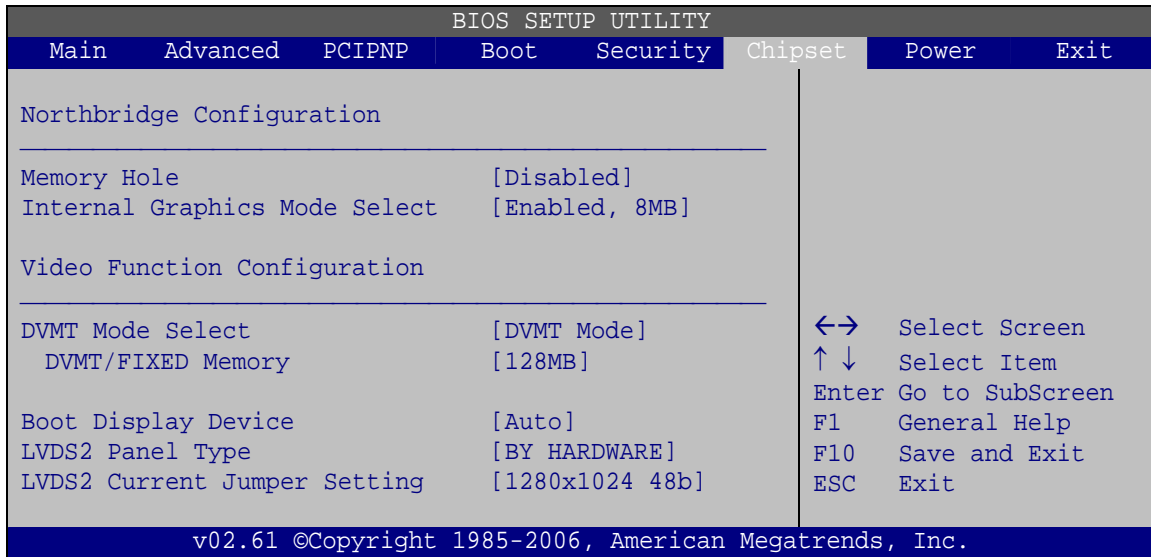 BIOS SETUP UTILITY
Main Advanced PCIPNP Boot Security Chipset Power Exit
Northbridge Configuration
Memory Hole [Disabled]
Internal Graphics Mode Select [Enabled, 8MB]
Video Function Configuration
DVMT Mode Select [DVMT Mode]
DVMT/FIXED Memory [128MB]
Boot Display Device [Auto]
LVDS2 Panel Type [BY HARDWARE]
LVDS2 Current Jumper Setting [1280x1024 48b]
←→ Select Screen
↑ ↓ Select Item
Enter Go to SubScreen
F1 General Help
F10 Save and Exit
ESC Exit
v02.61 ©Copyright 1985-2006, American Megatrends, Inc.